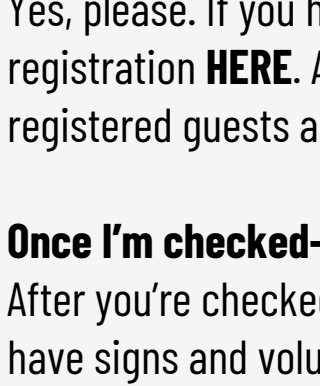 Yes, please. If you h
registration HERE. A
registered guests a
Once I’m checked-
After you’re checke
have signs and volu